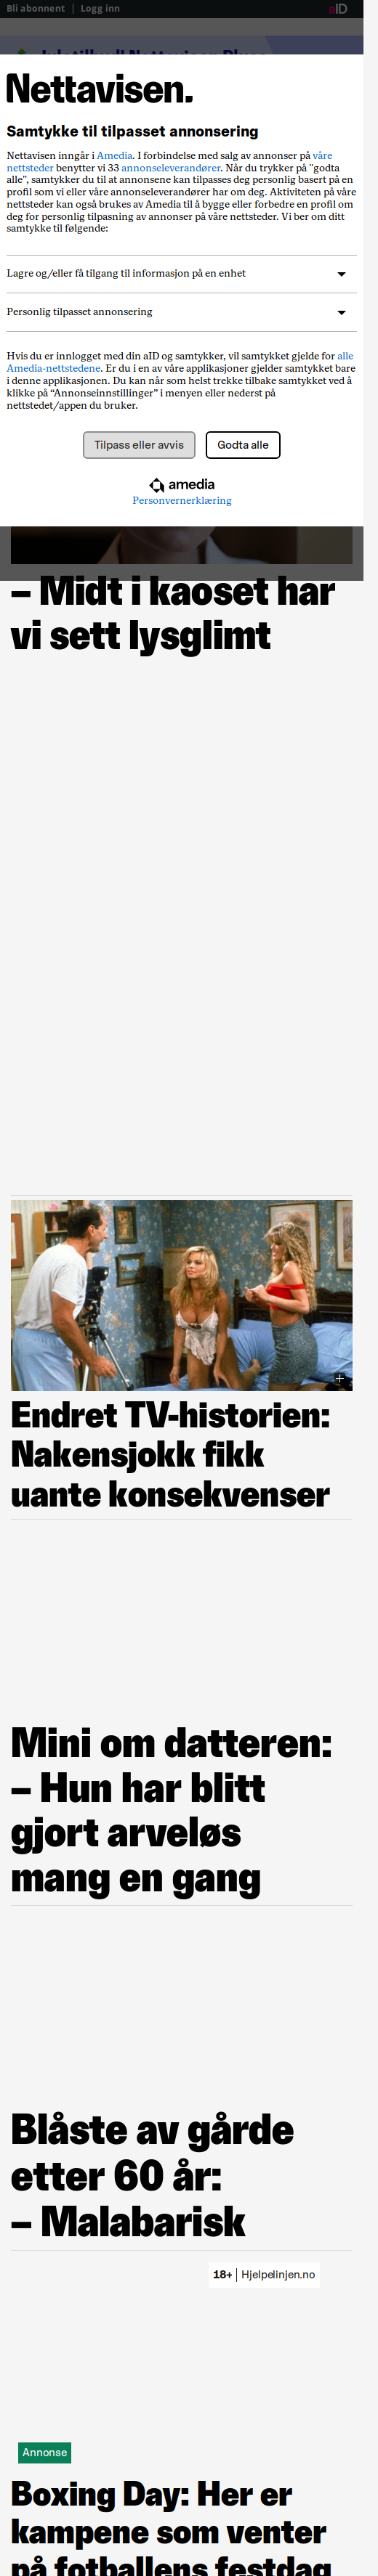 Bli abonnent | Logg inn
aID
Nettavisen.
Samtykke til tilpasset annonsering
Nettavisen inngår i Amedia. I forbindelse med salg av annonser på våre
nettsteder benytter vi 33 annonseleverandører. Når du trykker på "godta
alle", samtykker du til at annonsene kan tilpasses deg personlig basert på en
profil som vi eller våre annonseleverandører har om deg. Aktiviteten på våre
nettsteder kan også brukes av Amedia til å bygge eller forbedre en profil om
deg for personlig tilpasning av annonser på våre nettsteder. Vi ber om ditt
samtykke til følgende:
Lagre og/eller få tilgang til informasjon på en enhet
Personlig tilpasset annonsering
Hvis du er innlogget med din aID og samtykker, vil samtykket gjelde for alle
Amedia-nettstedene. Er du i en av våre applikasjoner gjelder samtykket bare
i denne applikasjonen. Du kan når som helst trekke tilbake samtykket ved å
klikke på “Annonseinnstillinger” i menyen eller nederst på
nettstedet/appen du bruker.
Tilpass eller avvis
Godta alle
amedia
Personvernerklæring
– Midt i kaoset har
vi sett lysglimt
Endret TV-historien:
Nakensjokk fikk
uante konsekvenser
Mini om datteren:
– Hun har blitt
gjort arveløs
mang en gang
Blåste av gårde
etter 60 år:
– Malabarisk
18+ | Hjelpelinjen.no
Annonse
Boxing Day: Her er
kampene som venter
på fotballens festdag